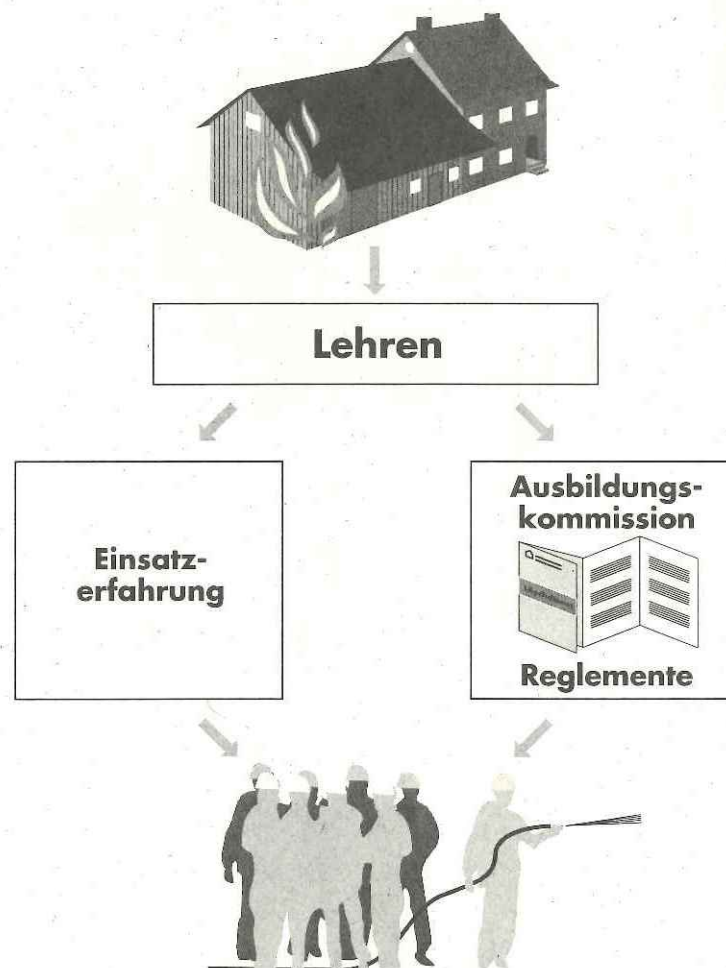 Lehren
Einsatz-
erfahrung
Ausbildungs-
kommission
Reglemente